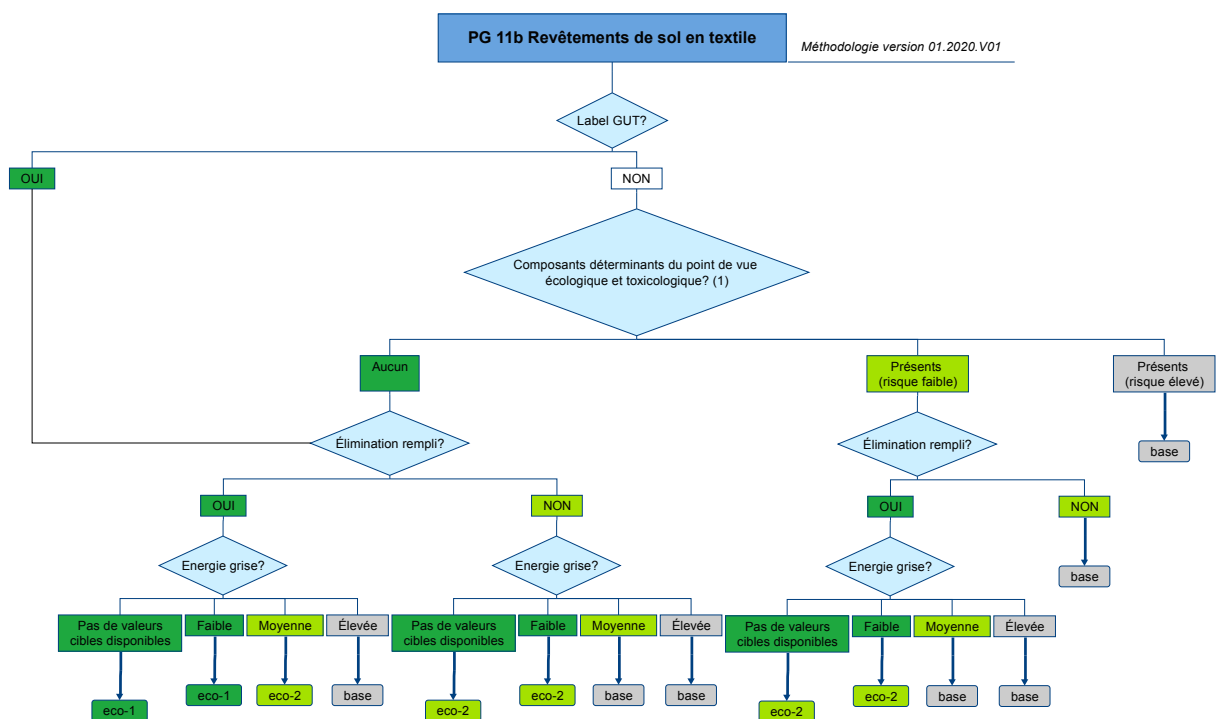 PG 11b Revêtements de sol en textile
Méthodologie version 01.2020.V01
Label GUT?
OUI
NON
Composants déterminants du point de vue
écologique et toxicologique? (1)
Aucun
Présents
(risque faible)
Présents
(risque élevé)
Élimination rempli?
Élimination rempli?
base
OUI
NON
OUI
NON
Energie grise?
Energie grise?
Energie grise?
base
Pas de valeurs
cibles disponibles
Faible
Moyenne
Élevée
Pas de valeurs
cibles disponibles
Faible
Moyenne
Élevée
Pas de valeurs
cibles disponibles
Faible
Moyenne
Élevée
eco-1
eco-1
eco-2
base
eco-2
eco-2
base
base
eco-2
eco-2
base
base